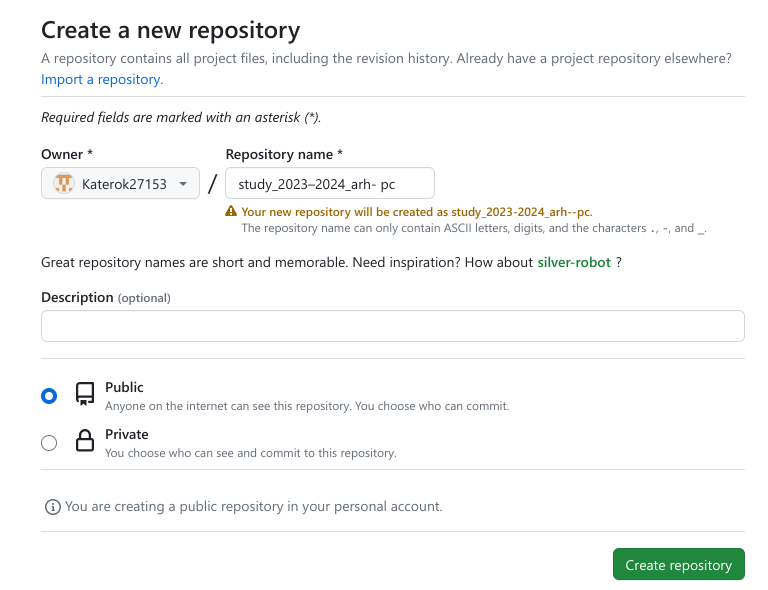 Create a new repository
A repository contains all project files, including the revision history. Already have a project repository elsewhere?
Import a repository.
Required fields are marked with an asterisk (*).
Owner * Repository name *
Katerok27153 / study_2023–2024_arh- pc
Your new repository will be created as study_2023-2024_arh--pc.
The repository name can only contain ASCII letters, digits, and the characters ., -, and _.
Great repository names are short and memorable. Need inspiration? How about silver-robot ?
Description (optional)
Public
Anyone on the internet can see this repository. You choose who can commit.
Private
You choose who can see and commit to this repository.
You are creating a public repository in your personal account.
Create repository